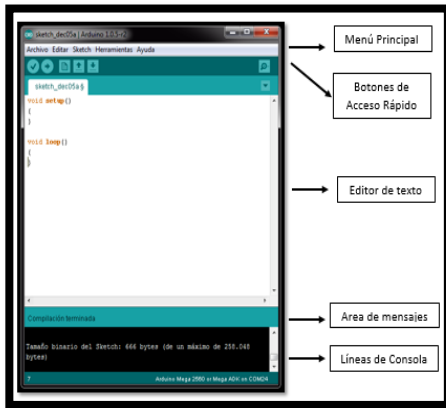 sketch_dec05a | Arduino 1.0.5-r2
Archivo Editar Sketch Herramientas Ayuda
sketch_dec05a §
void setup()
{
}
void loop()
{
}
Compilación terminada
Tamaño binario del Sketch: 666 bytes (de un máximo de 258.048
bytes)
7
Arduino Mega 2560 or Mega ADK on COM24
Menú Principal
Botones de
Acceso Rápido
Editor de texto
Area de mensajes
Líneas de Consola